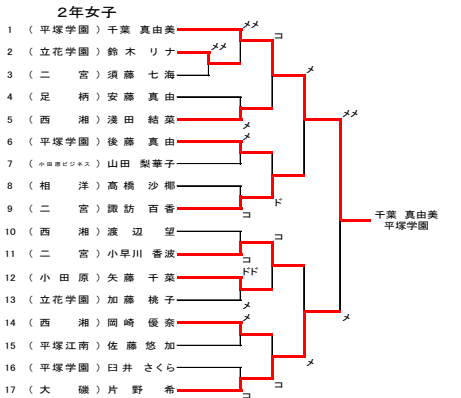 2年女子
1 （ 平塚学園 ） 千葉 真由美
2 （ 立花学園 ） 鈴木 リナ
3 （ 二宮 ） 須藤 七海
4 （ 足柄 ） 安藤 真由
5 （ 西湘 ） 淺田 結菜
6 （ 平塚学園 ） 後藤 真由
7 （ 小田原ビジネス ） 山田 梨華子
8 （ 相洋 ） 高橋 沙椰
9 （ 二宮 ） 諏訪 百香
10 （ 西湘 ） 渡辺 望
11 （ 二宮 ） 小早川 香波
12 （ 小田原 ） 矢藤 千菜
13 （ 立花学園 ） 加藤 桃子
14 （ 西湘 ） 岡崎 優奈
15 （ 平塚江南 ） 佐藤 悠加
16 （ 平塚学園 ） 臼井 さくら
17 （ 大磯 ） 片野 希
メメ
メメ
メ
メ
コ
コ
ドド
メ
メ
コ
コ
ド
コ
コ
メ
メ
メメ
メ
千葉 真由美
平塚学園